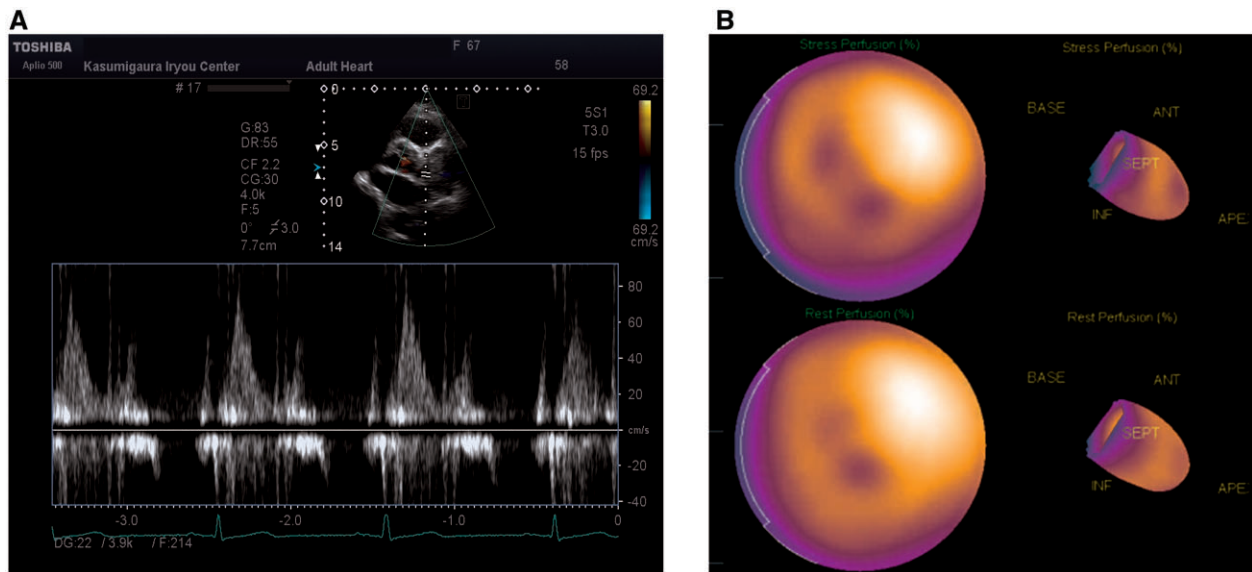 A
TOSHIBA
F 67
Aplio 500 Kasumigaura Iryou Center Adult Heart 58
# 17
0
69.2
5S1
T3.0
15 fps
G:83
DR:55
5
CF 2.2
CG:30
4.0k
F:5
10
0° 3.0
7.7cm
14
69.2
cm/s
80
60
40
20
cm/s
-20
-40
-3.0 -2.0 -1.0 0
DG:22 / 3.9k / F:214
B
Stress Perfusion (%)
Stress Perfusion (%)
BASE ANT
SEPT
INF
APE
Rest Perfusion (%)
Rest Perfusion (%)
BASE ANT
SEPT
INF
APE